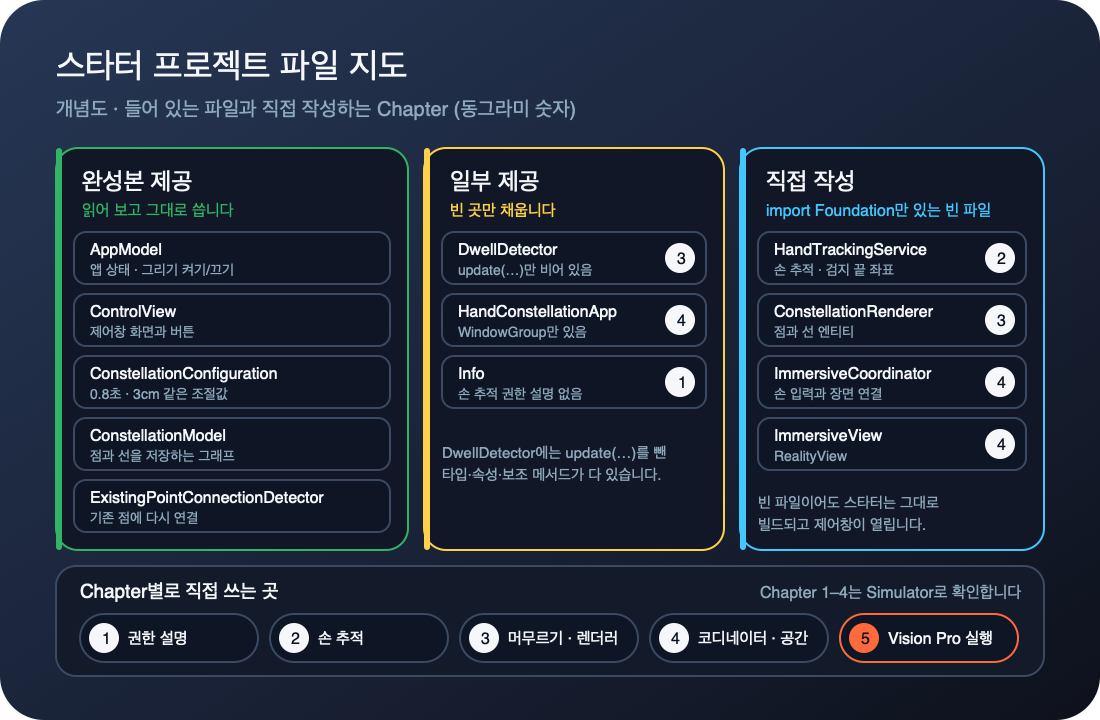 스타터 프로젝트 파일 지도
개념도 · 들어 있는 파일과 직접 작성하는 Chapter (동그라미 숫자)
완성본 제공
읽어 보고 그대로 씁니다
AppModel
앱 상태 · 그리기 켜기/끄기
ControlView
제어창 화면과 버튼
ConstellationConfiguration
0.8초 · 3cm 같은 조절값
ConstellationModel
점과 선을 저장하는 그래프
ExistingPointConnectionDetector
기존 점에 다시 연결
일부 제공
빈 곳만 채웁니다
DwellDetector
update(…)만 비어 있음
3
HandConstellationApp
WindowGroup만 있음
4
Info
손 추적 권한 설명 없음
1
DwellDetector에는 update(…)를 뺀
타입·속성·보조 메서드가 다 있습니다.
직접 작성
import Foundation만 있는 빈 파일
HandTrackingService
손 추적 · 검지 끝 좌표
2
ConstellationRenderer
점과 선 엔티티
3
ImmersiveCoordinator
손 입력과 장면 연결
4
ImmersiveView
RealityView
4
빈 파일이어도 스타터는 그대로
빌드되고 제어창이 열립니다.
Chapter별로 직접 쓰는 곳
Chapter 1–4는 Simulator로 확인합니다
1 권한 설명
2 손 추적
3 머무르기 · 렌더러
4 코디네이터 · 공간
5 Vision Pro 실행